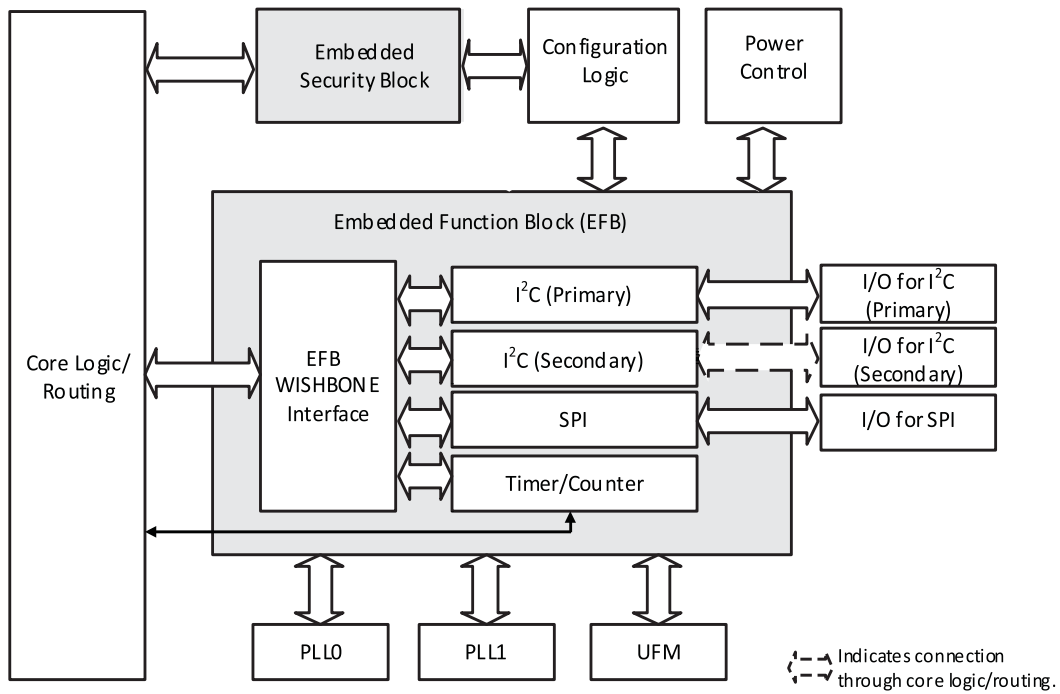 Embedded
Security Block
Configuration
Logic
Power
Control
Embedded Function Block (EFB)
Core Logic/
Routing
EFB
WISHBONE
Interface
I²C (Primary)
I²C (Secondary)
SPI
Timer/Counter
I/O for I²C
(Primary)
I/O for I²C
(Secondary)
I/O for SPI
PLL0
PLL1
UFM
Indicates connection
through core logic/routing.